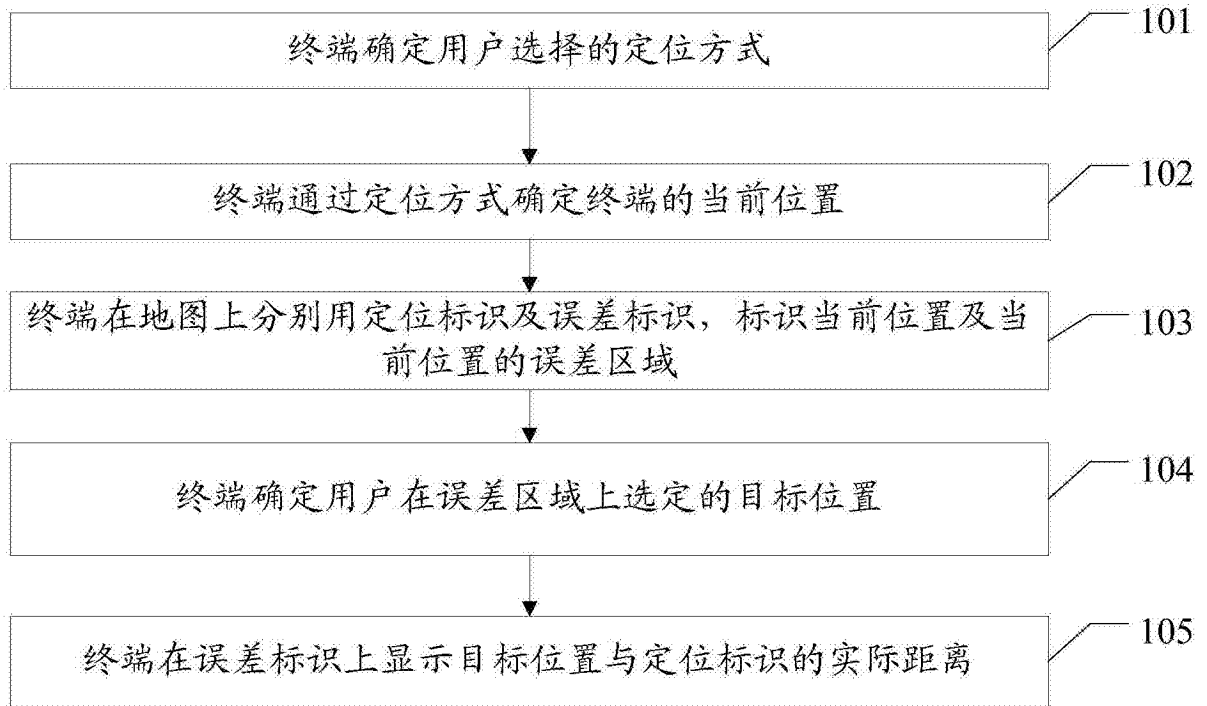 终端确定用户选择的定位方式
101
终端通过定位方式确定终端的当前位置
102
终端在地图上分别用定位标识及误差标识，标识当前位置及当
前位置的误差区域
103
终端确定用户在误差区域上选定的目标位置
104
终端在误差标识上显示目标位置与定位标识的实际距离
105